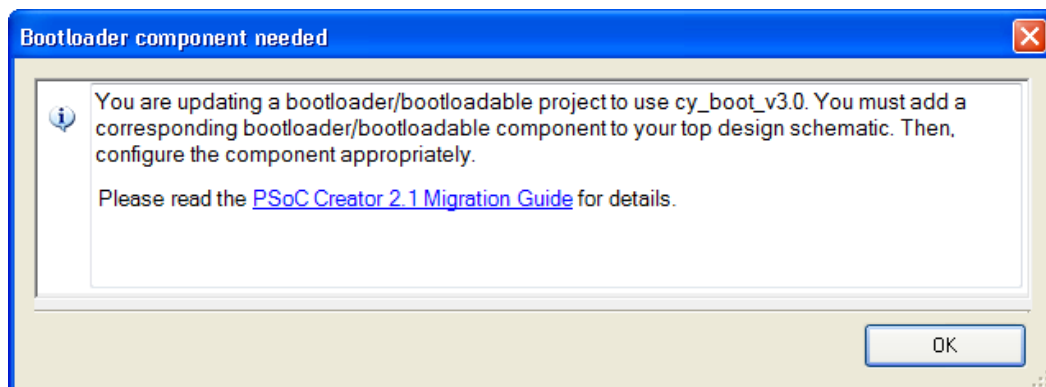 Bootloader component needed
You are updating a bootloader/bootloadable project to use cy_boot_v3.0. You must add a
corresponding bootloader/bootloadable component to your top design schematic. Then,
configure the component appropriately.
Please read the PSoC Creator 2.1 Migration Guide for details.
OK